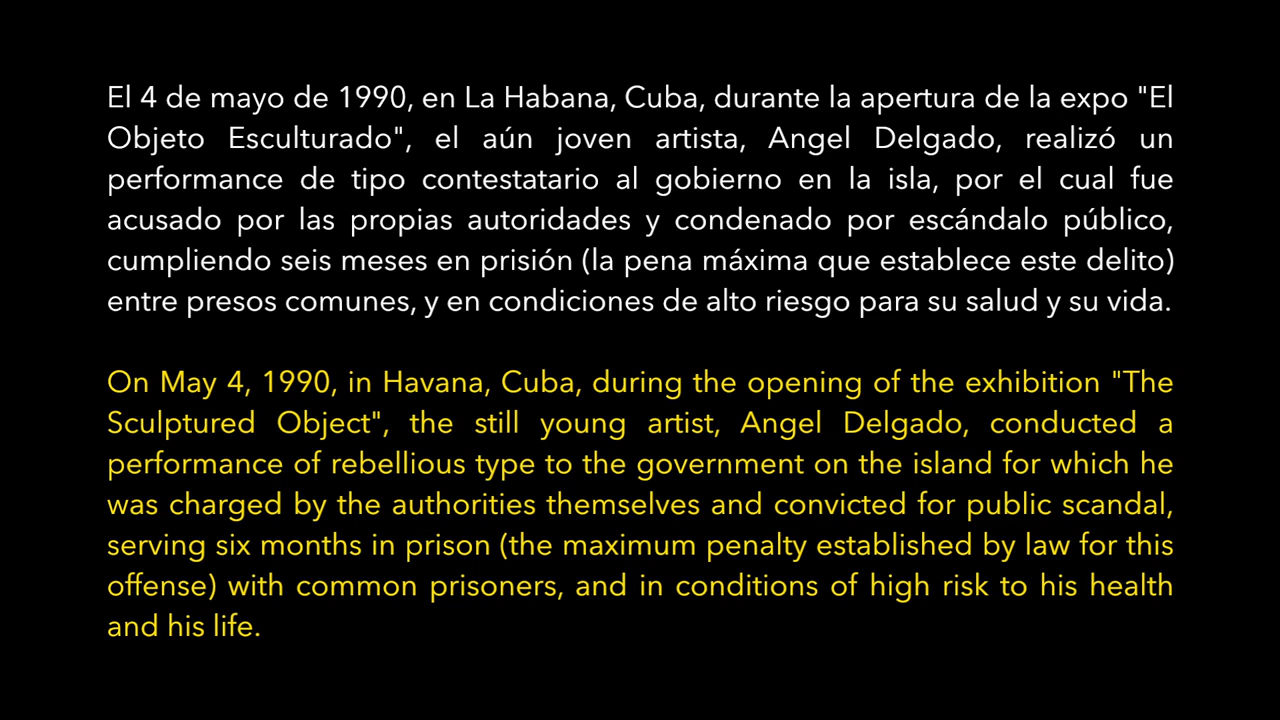 El 4 de mayo de 1990, en La Habana, Cuba, durante la apertura de la expo "El
Objeto Esculturado", el aún joven artista, Angel Delgado, realizó un
performance de tipo contestatario al gobierno en la isla, por el cual fue
acusado por las propias autoridades y condenado por escándalo público,
cumpliendo seis meses en prisión (la pena máxima que establece este delito)
entre presos comunes, y en condiciones de alto riesgo para su salud y su vida.
On May 4, 1990, in Havana, Cuba, during the opening of the exhibition "The
Sculptured Object", the still young artist, Angel Delgado, conducted a
performance of rebellious type to the government on the island for which he
was charged by the authorities themselves and convicted for public scandal,
serving six months in prison (the maximum penalty established by law for this
offense) with common prisoners, and in conditions of high risk to his health
and his life.